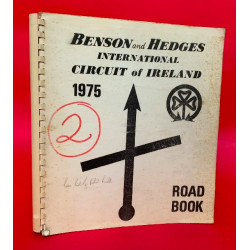 BENSON and HEDGES
INTERNATIONAL
CIRCUIT of IRELAND
1975
2
ROAD
BOOK